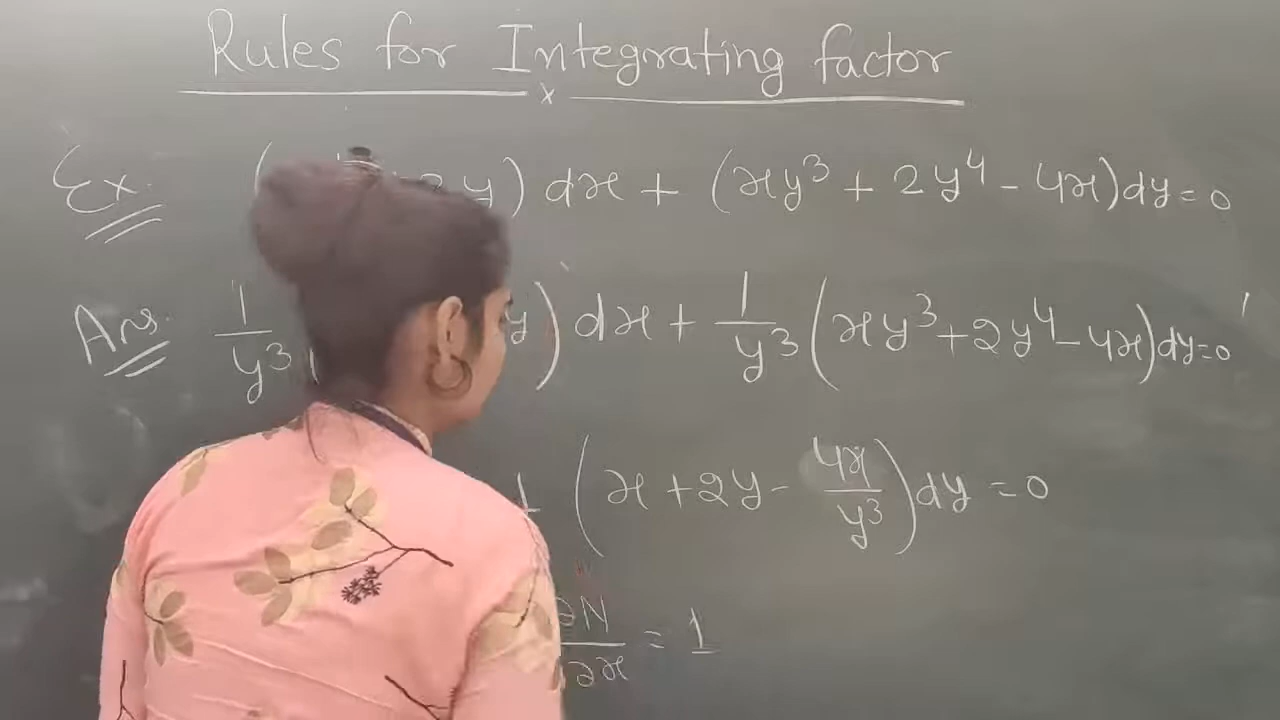 Rules for Integrating factor
x
Ex. ( y) dx + (xy³ + 2y⁴ - 4x)dy = 0
Ans. 1/y³ ( y) dx + 1/y³ (xy³ + 2y⁴ - 4x)dy = 0
+ (x + 2y - 4x/y³) dy = 0
∂N/∂x = 1